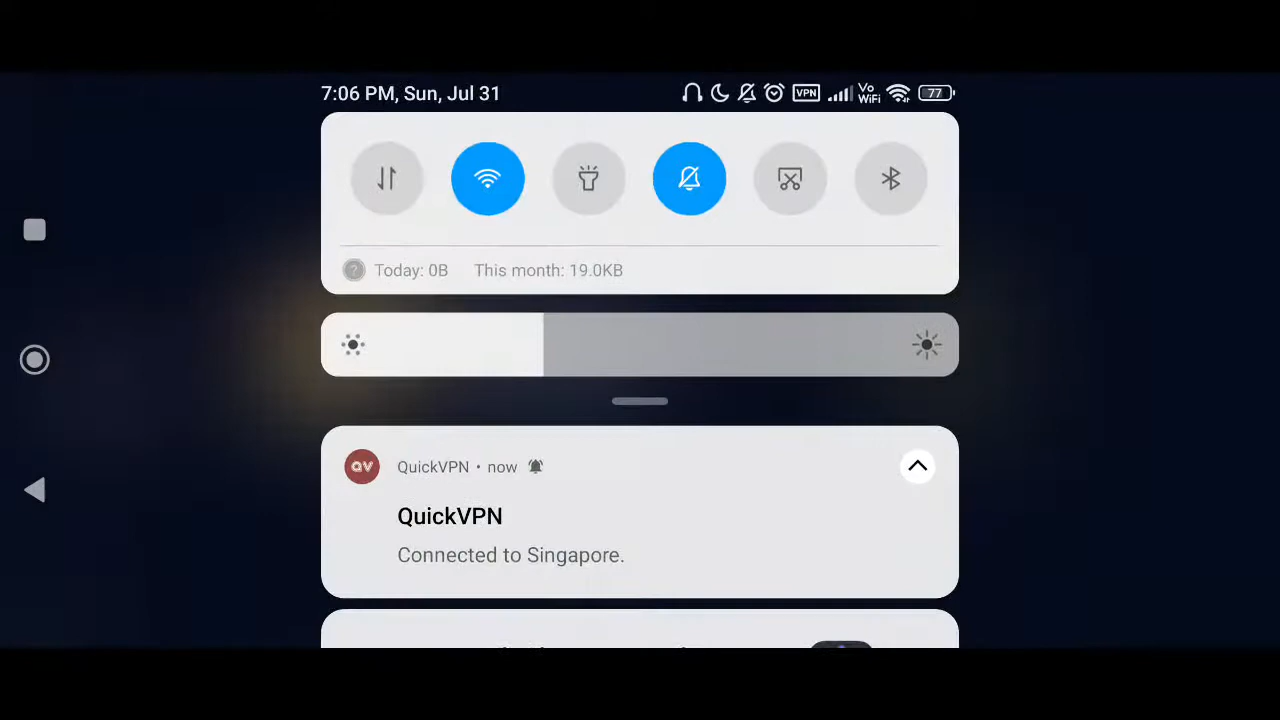 7:06 PM, Sun, Jul 31 VPN Vo WiFi 77
Today: 0B This month: 19.0KB
QV QuickVPN • now
QuickVPN
Connected to Singapore.